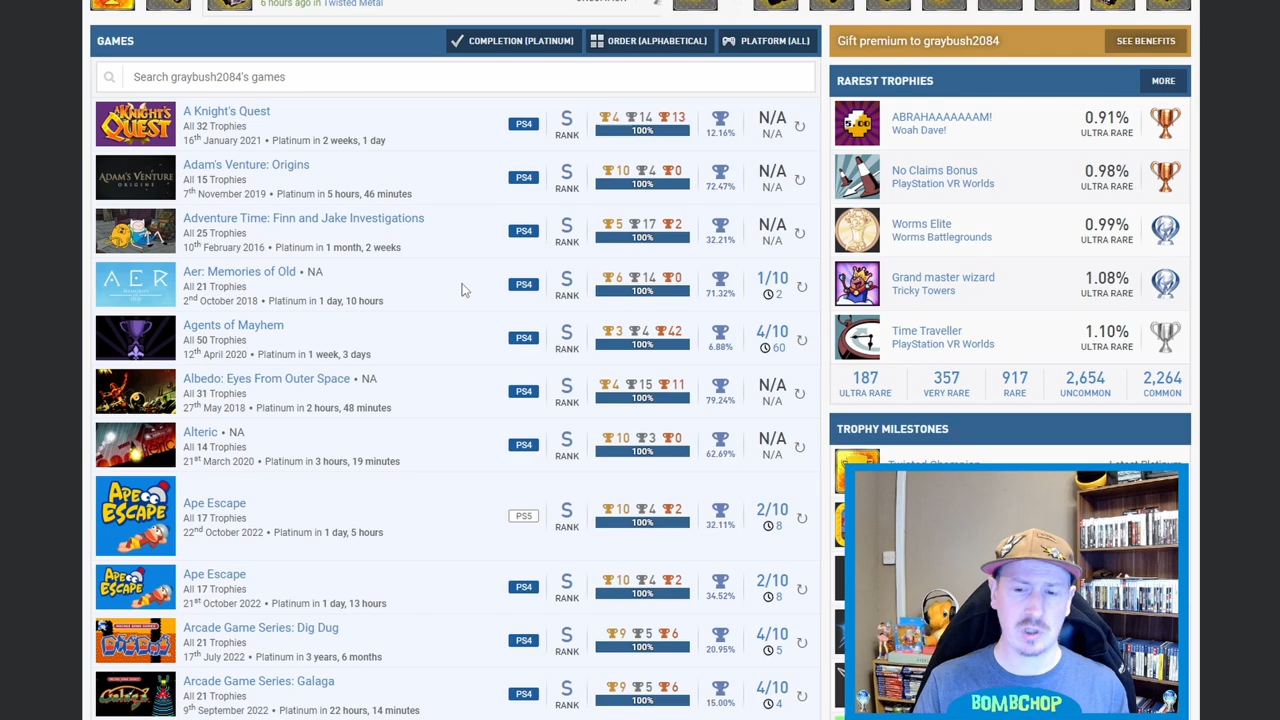 6 hours ago in Twisted Metal
GAMES
COMPLETION (PLATINUM)
ORDER (ALPHABETICAL)
PLATFORM (ALL)
Search graybush2084's games
A KNIGHT'S QUEST
A Knight's Quest
All 32 Trophies
16th January 2021 • Platinum in 2 weeks, 1 day
PS4
S RANK
4 14 13
100%
12.16%
N/A
N/A
ADAM'S VENTURE
ORIGINS
Adam's Venture: Origins
All 15 Trophies
7th November 2019 • Platinum in 5 hours, 46 minutes
PS4
S RANK
10 4 0
100%
72.47%
N/A
N/A
Adventure Time: Finn and Jake Investigations
All 25 Trophies
10th February 2016 • Platinum in 1 month, 2 weeks
PS4
S RANK
5 17 2
100%
32.21%
N/A
N/A
AER
Aer: Memories of Old • NA
All 21 Trophies
2nd October 2018 • Platinum in 1 day, 10 hours
PS4
S RANK
6 14 0
100%
71.32%
1/10
2
Agents of Mayhem
All 50 Trophies
12th April 2020 • Platinum in 1 week, 3 days
PS4
S RANK
3 4 42
100%
6.88%
4/10
60
Albedo: Eyes From Outer Space • NA
All 31 Trophies
27th May 2018 • Platinum in 2 hours, 48 minutes
PS4
S RANK
4 15 11
100%
79.24%
N/A
N/A
Alteric • NA
All 14 Trophies
21st March 2020 • Platinum in 3 hours, 19 minutes
PS4
S RANK
10 3 0
100%
62.69%
N/A
N/A
APE ESCAPE
Ape Escape
All 17 Trophies
22nd October 2022 • Platinum in 1 day, 5 hours
PS5
S RANK
10 4 2
100%
32.11%
2/10
8
APE ESCAPE
Ape Escape
All 17 Trophies
21st October 2022 • Platinum in 1 day, 13 hours
PS4
S RANK
10 4 2
100%
34.52%
2/10
8
Arcade Game Series: Dig Dug
All 21 Trophies
17th July 2022 • Platinum in 3 years, 6 months
PS4
S RANK
9 5 6
100%
20.95%
4/10
5
Arcade Game Series: Galaga
All 21 Trophies
9th September 2022 • Platinum in 22 hours, 14 minutes
PS4
S RANK
9 5 6
100%
15.00%
4/10
4
Gift premium to graybush2084
SEE BENEFITS
RAREST TROPHIES
MORE
ABRAHAAAAAAM!
Woah Dave!
0.91%
ULTRA RARE
No Claims Bonus
PlayStation VR Worlds
0.98%
ULTRA RARE
Worms Elite
Worms Battlegrounds
0.99%
ULTRA RARE
Grand master wizard
Tricky Towers
1.08%
ULTRA RARE
Time Traveller
PlayStation VR Worlds
1.10%
ULTRA RARE
187 357 917 2,654 2,264
ULTRA RARE VERY RARE RARE UNCOMMON COMMON
TROPHY MILESTONES
BOMBCHOP